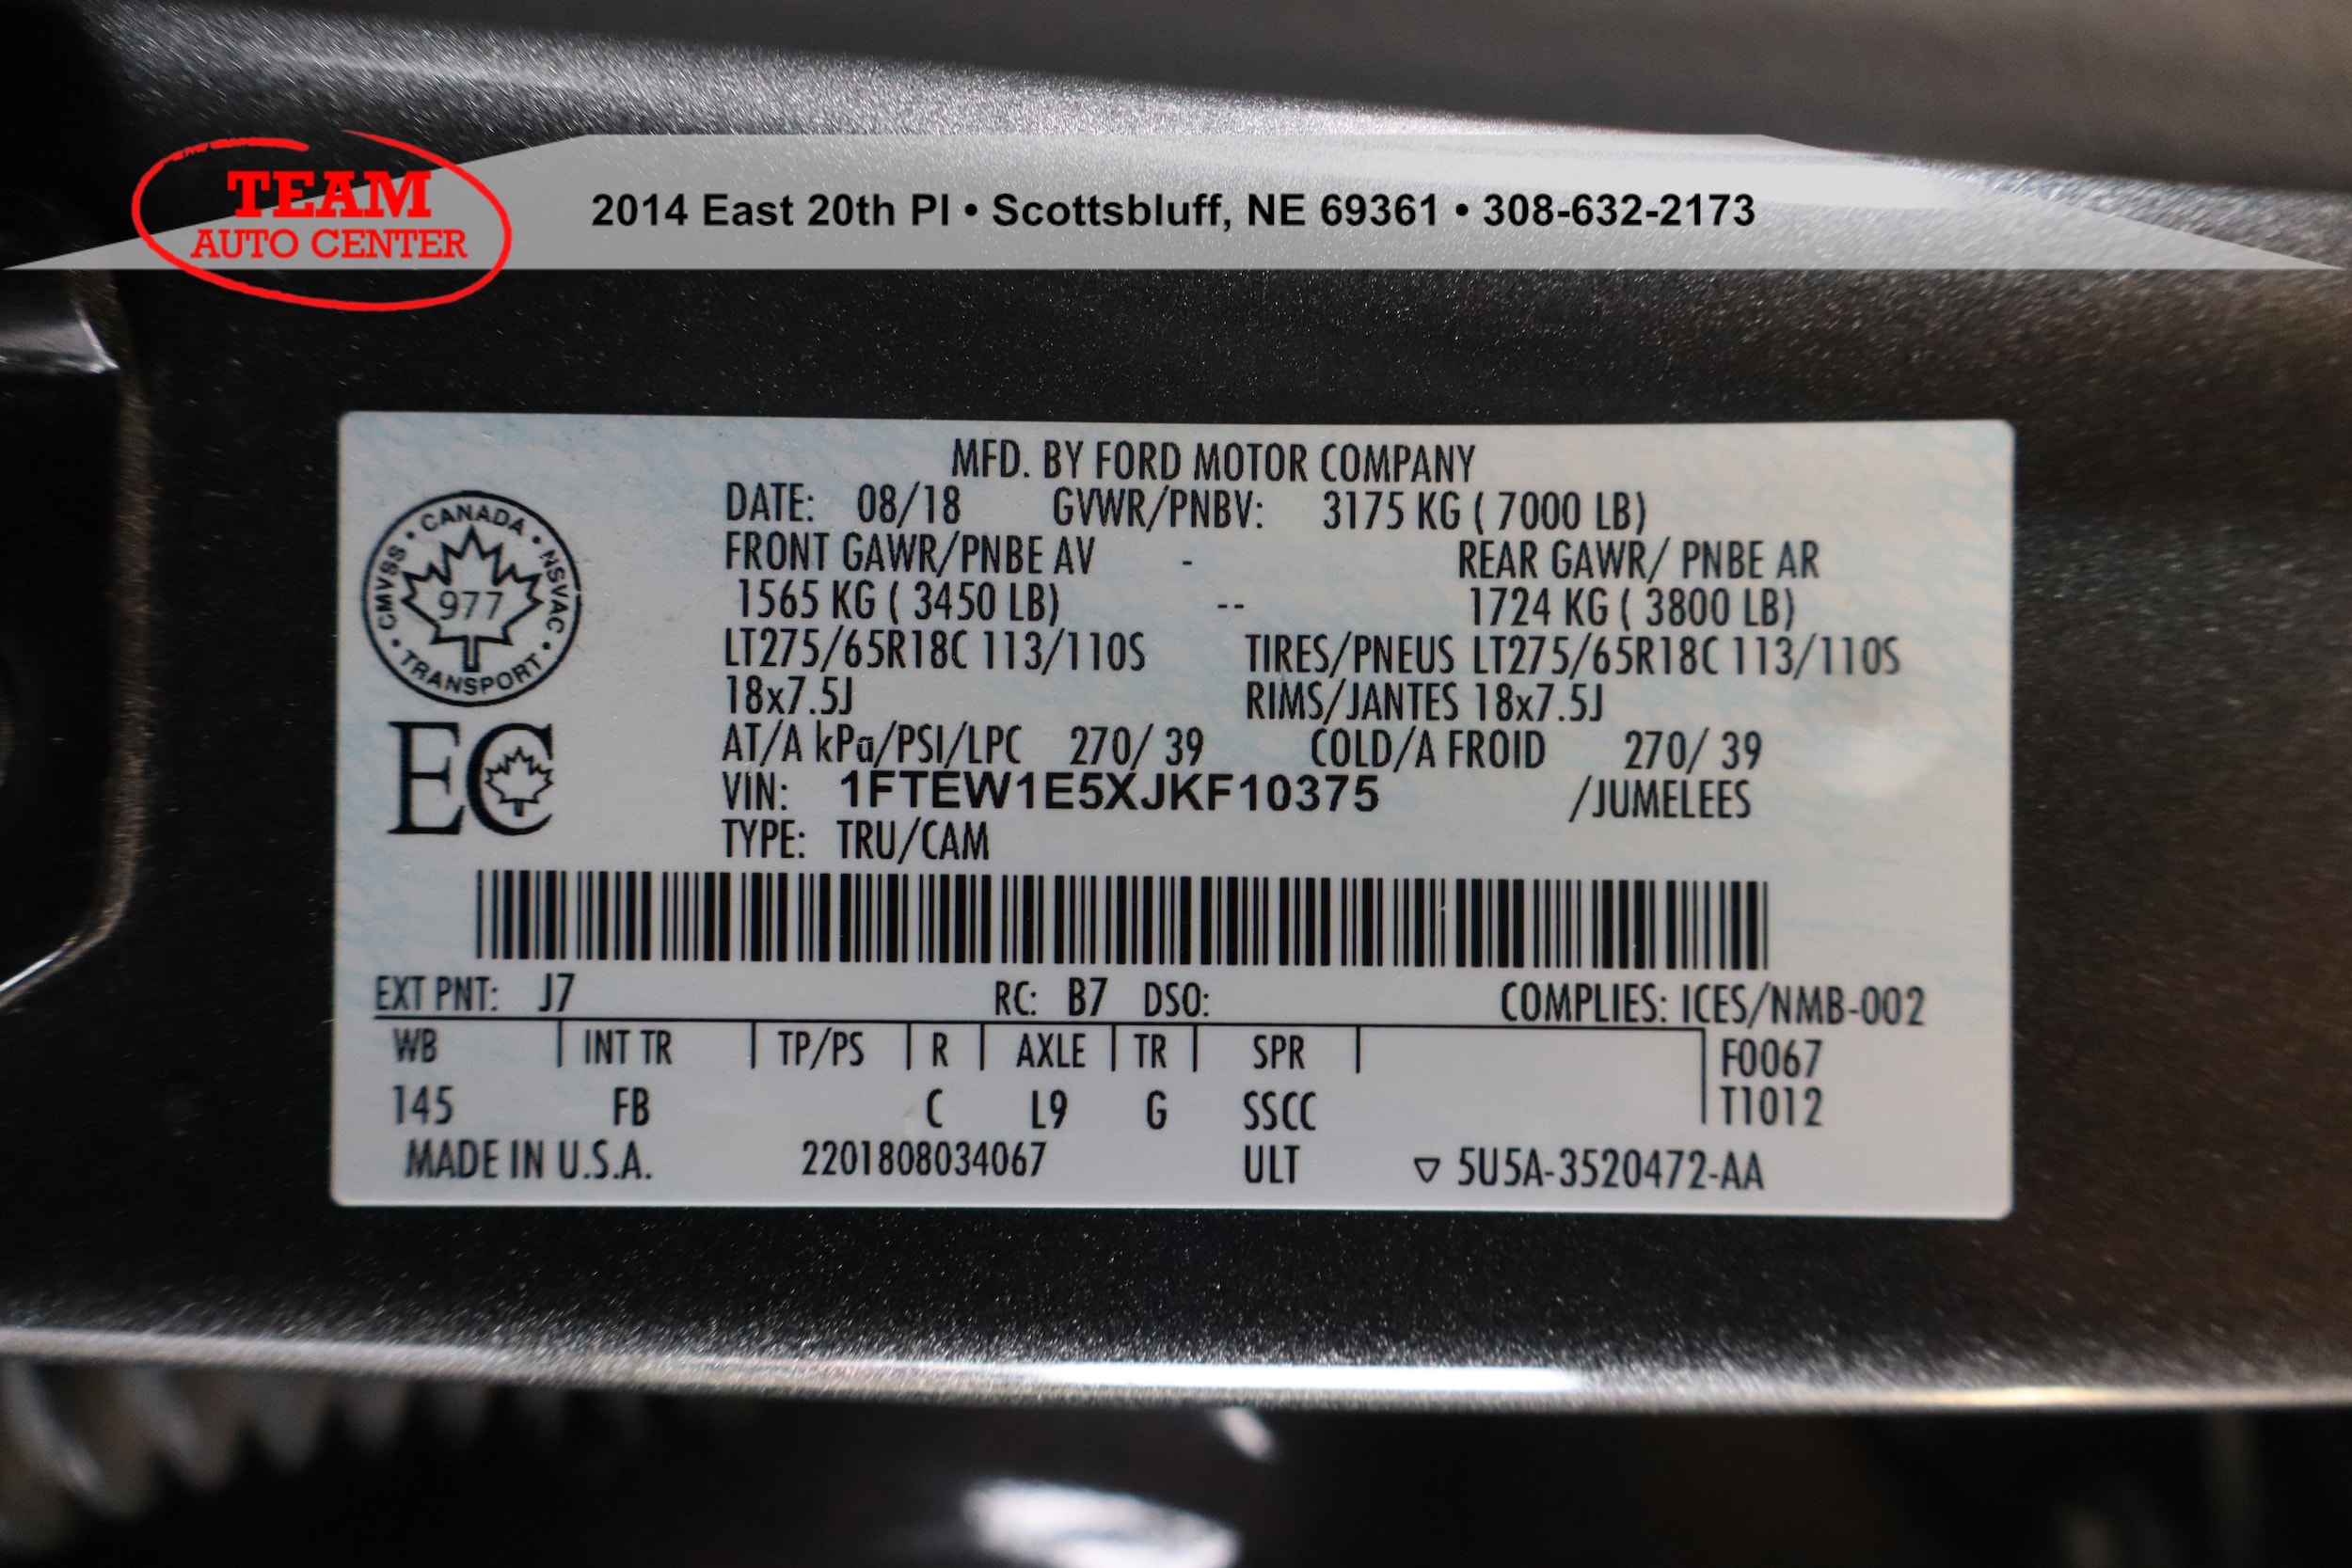 TEAM
AUTO CENTER
2014 East 20th Pl • Scottsbluff, NE 69361 • 308-632-2173
MFD. BY FORD MOTOR COMPANY
DATE: 08/18 GVWR/PNBV: 3175 KG ( 7000 LB)
FRONT GAWR/PNBE AV - REAR GAWR/ PNBE AR
1565 KG ( 3450 LB) -- 1724 KG ( 3800 LB)
LT275/65R18C 113/110S TIRES/PNEUS LT275/65R18C 113/110S
18x7.5J RIMS/JANTES 18x7.5J
AT/A kPa/PSI/LPC 270/ 39 COLD/A FROID 270/ 39
VIN: 1FTEW1E5XJKF10375 /JUMELEES
TYPE: TRU/CAM
CANADA • NSVAC • TRANSPORT • CMVSS •
977
EC
EXT PNT: J7 RC: B7 DSO: COMPLIES: ICES/NMB-002
WB | INT TR | TP/PS | R | AXLE | TR | SPR | F0067
145 FB C L9 G SSCC T1012
MADE IN U.S.A. 2201808034067 ULT ▽ 5U5A-3520472-AA